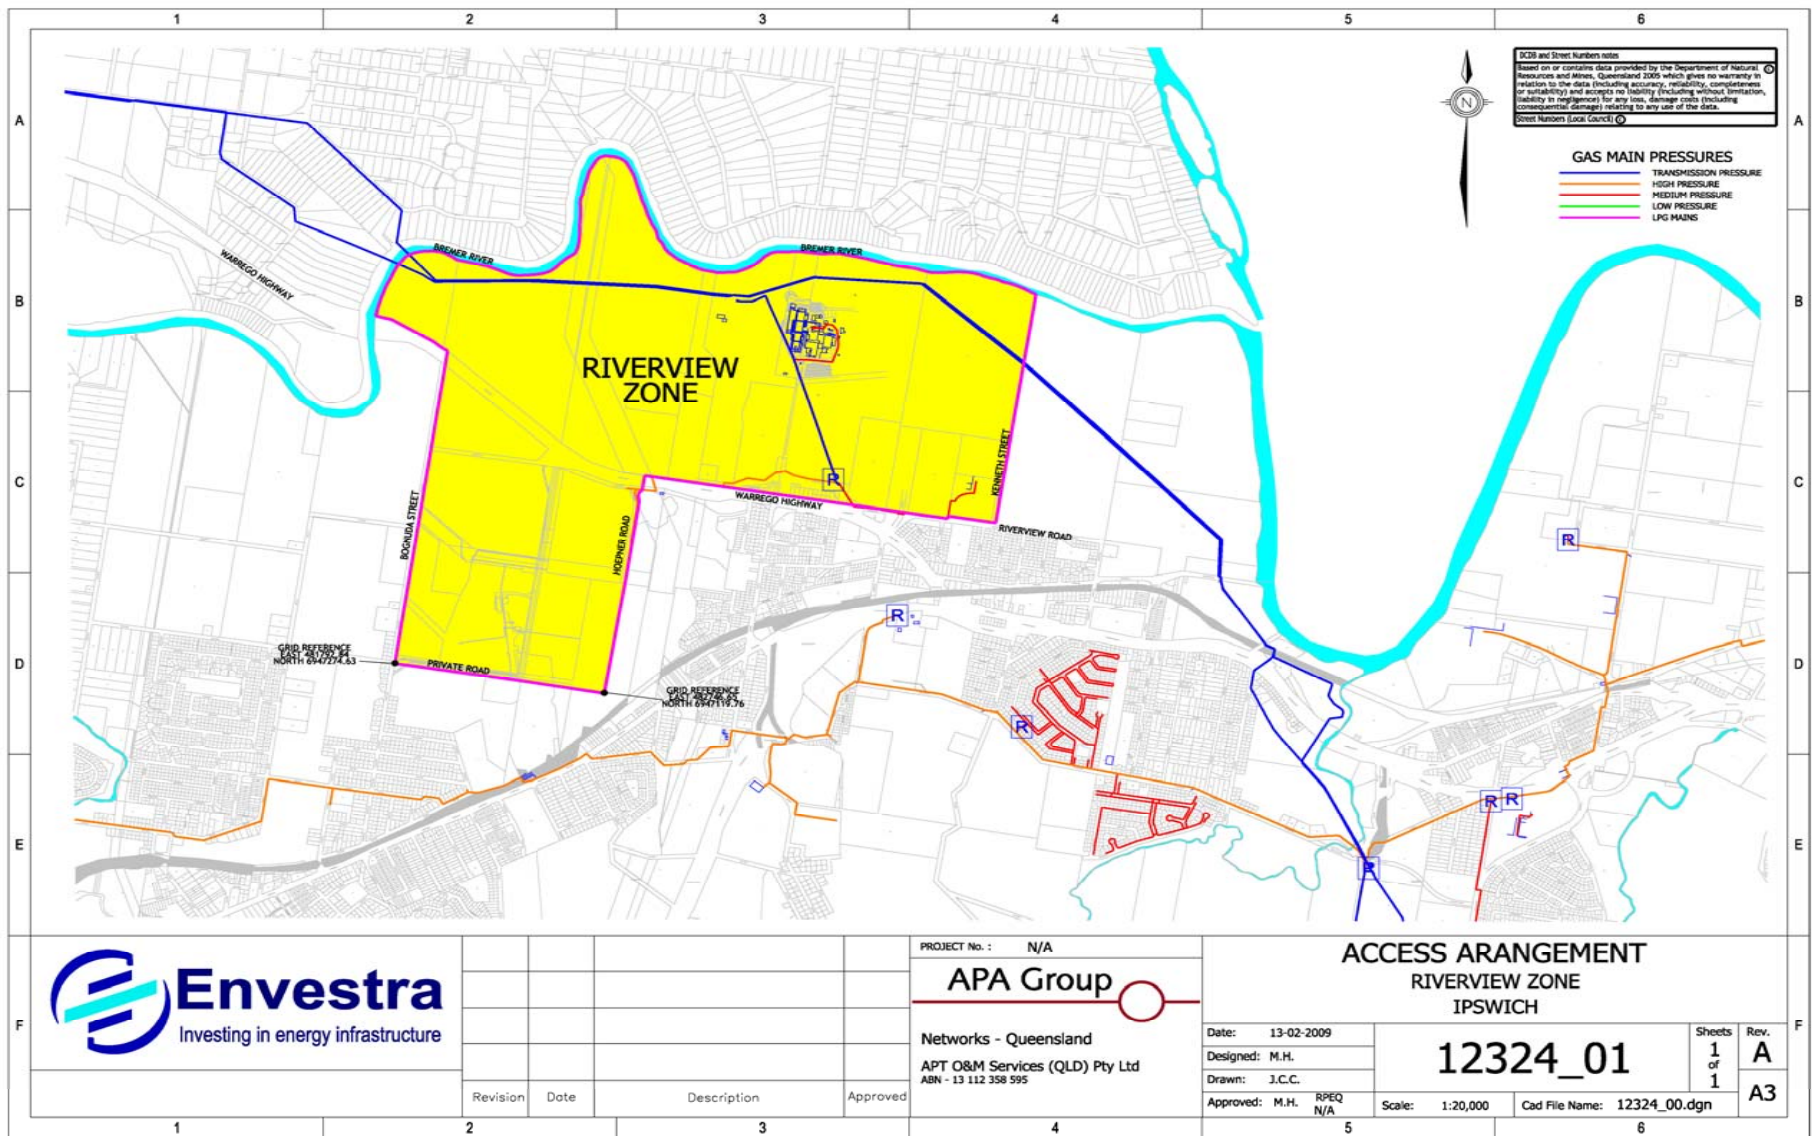 1 2 3 4 5 6
A
B
C
D
E
F
A
B
C
D
E
F
DCDB and Street Numbers notes
Based on or contains data provided by the Department of Natural
Resources and Mines, Queensland 2005 which gives no warranty in
relation to the data (including accuracy, reliability, completeness
or suitability) and accepts no liability (including without limitation,
liability in negligence) for any loss, damage costs (including
consequential damage) relating to any use of the data.
Street Numbers (Local Council) ©
N
GAS MAIN PRESSURES
TRANSMISSION PRESSURE
HIGH PRESSURE
MEDIUM PRESSURE
LOW PRESSURE
LPG MAINS
WARREGO HIGHWAY
BREMER RIVER
BREMER RIVER
RIVERVIEW
ZONE
KENNETH STREET
BOGNUDA STREET
HOEPNER ROAD
WARREGO HIGHWAY
RIVERVIEW ROAD
PRIVATE ROAD
R
R
R
R
R
R
GRID REFERENCE
NORTH 6947274.63
GRID REFERENCE
EAST 482746.65
NORTH 6947119.76
Envestra
Investing in energy infrastructure
Revision Date Description Approved
PROJECT No. : N/A
APA Group
Networks - Queensland
APT O&M Services (QLD) Pty Ltd
ABN - 13 112 358 595
ACCESS ARANGEMENT
RIVERVIEW ZONE
IPSWICH
Date: 13-02-2009
Designed: M.H.
Drawn: J.C.C.
Approved: M.H. RPEQ N/A
12324_01
Sheets
1
of
1
Rev.
A
A3
Scale: 1:20,000 Cad File Name: 12324_00.dgn
1 2 3 4 5 6